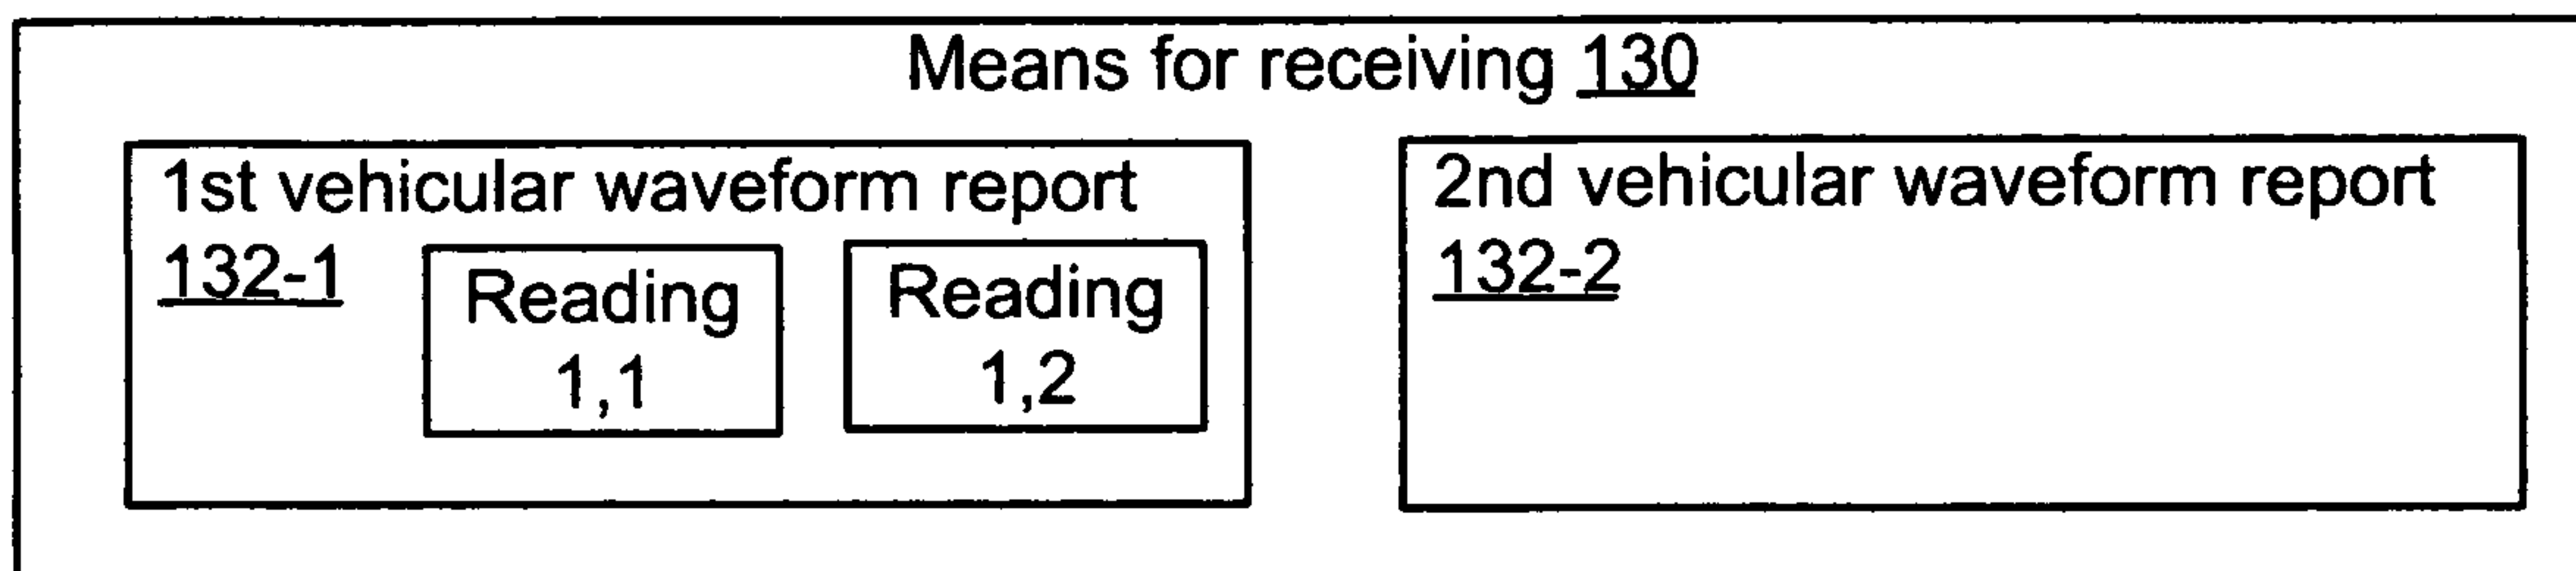 Means for receiving 130
1st vehicular waveform report
132-1
Reading
1,1
Reading
1,2
2nd vehicular waveform report
132-2